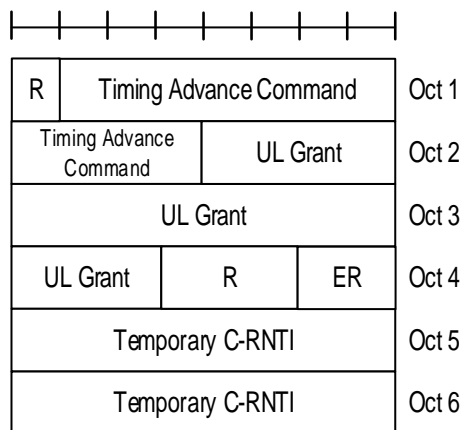 R Timing Advance Command Oct 1
Timing Advance
Command
UL Grant Oct 2
UL Grant Oct 3
UL Grant R ER Oct 4
Temporary C-RNTI Oct 5
Temporary C-RNTI Oct 6